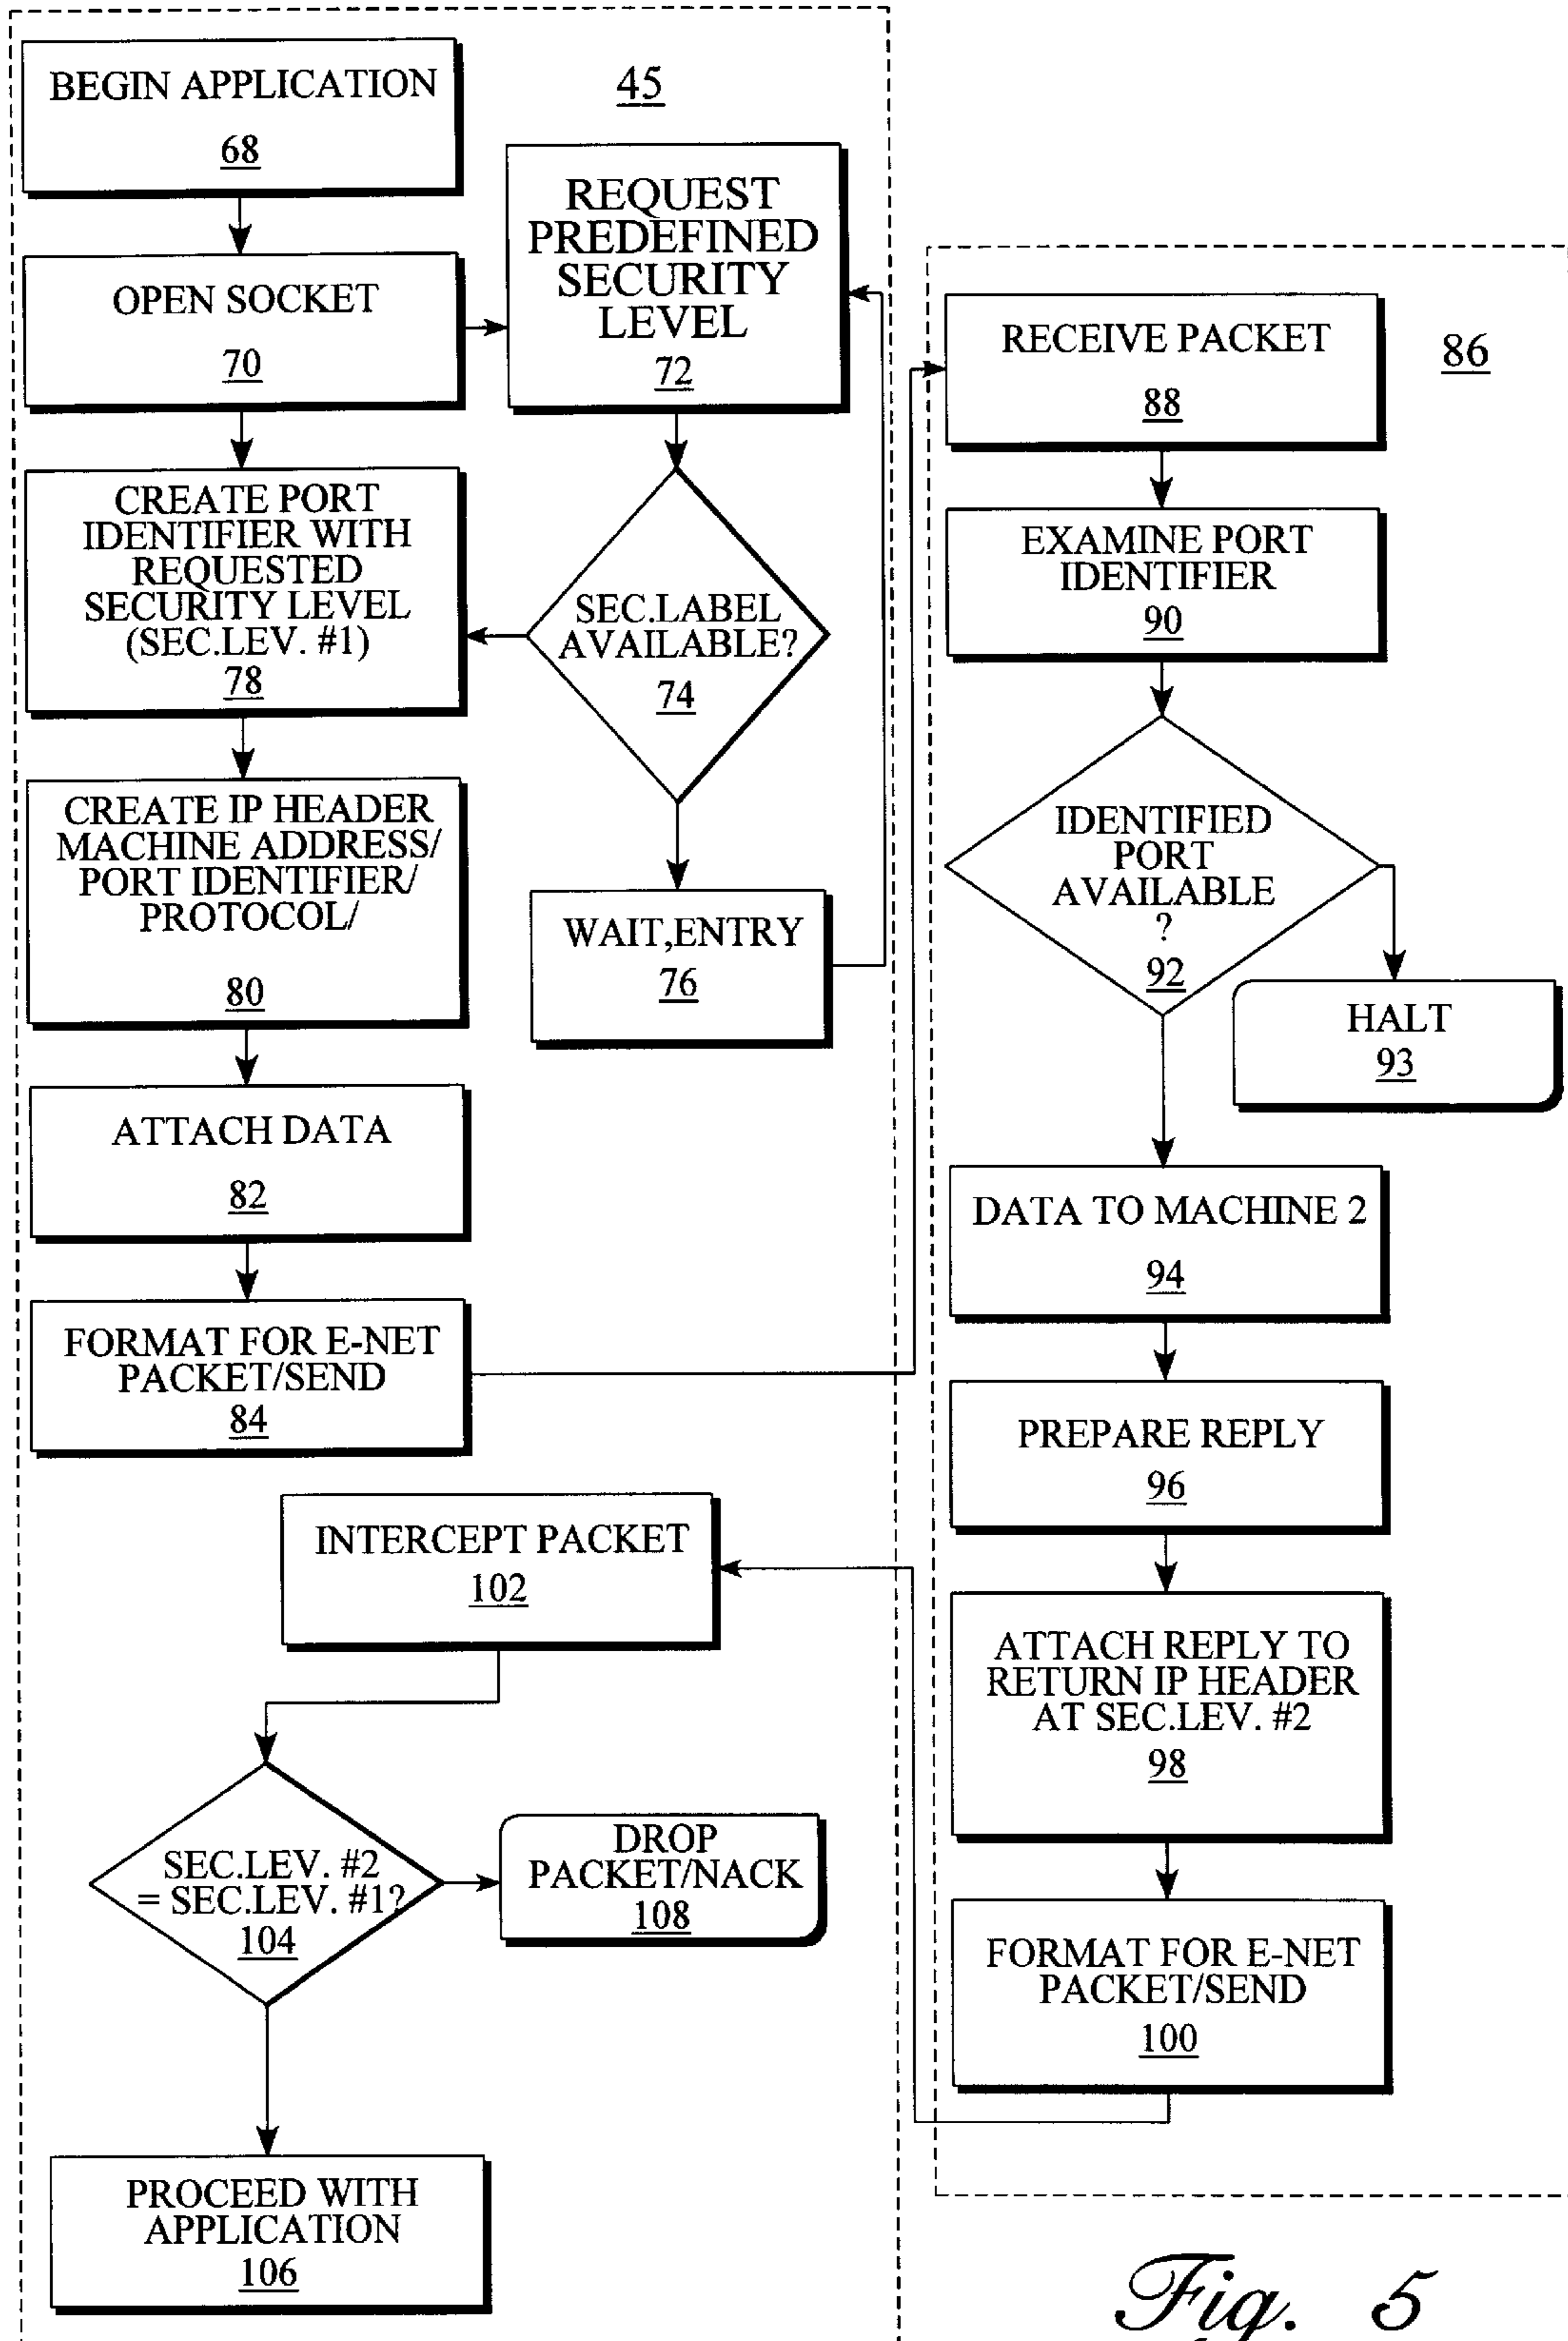 BEGIN APPLICATION
68
45
OPEN SOCKET
70
REQUEST
PREDEFINED
SECURITY
LEVEL
72
CREATE PORT
IDENTIFIER WITH
REQUESTED
SECURITY LEVEL
(SEC.LEV. #1)
78
SEC.LABEL
AVAILABLE?
74
WAIT,ENTRY
76
CREATE IP HEADER
MACHINE ADDRESS/
PORT IDENTIFIER/
PROTOCOL/
80
ATTACH DATA
82
FORMAT FOR E-NET
PACKET/SEND
84
86
RECEIVE PACKET
88
EXAMINE PORT
IDENTIFIER
90
IDENTIFIED
PORT
AVAILABLE
?
92
HALT
93
DATA TO MACHINE 2
94
PREPARE REPLY
96
ATTACH REPLY TO
RETURN IP HEADER
AT SEC.LEV. #2
98
FORMAT FOR E-NET
PACKET/SEND
100
INTERCEPT PACKET
102
SEC.LEV. #2
= SEC.LEV. #1?
104
DROP
PACKET/NACK
108
PROCEED WITH
APPLICATION
106
Fig. 5